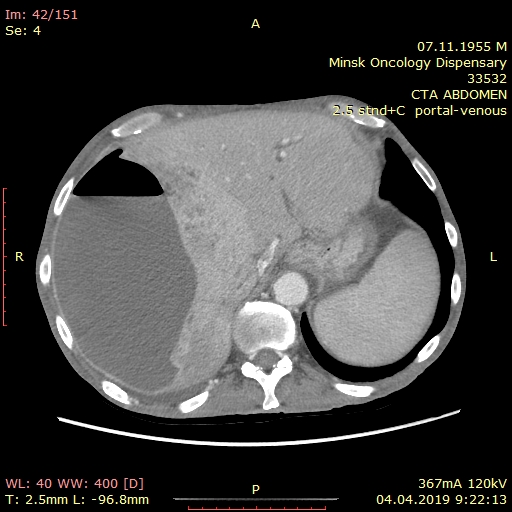 Im: 42/151
Se: 4
A
07.11.1955 M
Minsk Oncology Dispensary
33532
CTA ABDOMEN
2.5 stnd+C portal-venous
R
L
WL: 40 WW: 400 [D]
T: 2.5mm L: -96.8mm
P
367mA 120kV
04.04.2019 9:22:13